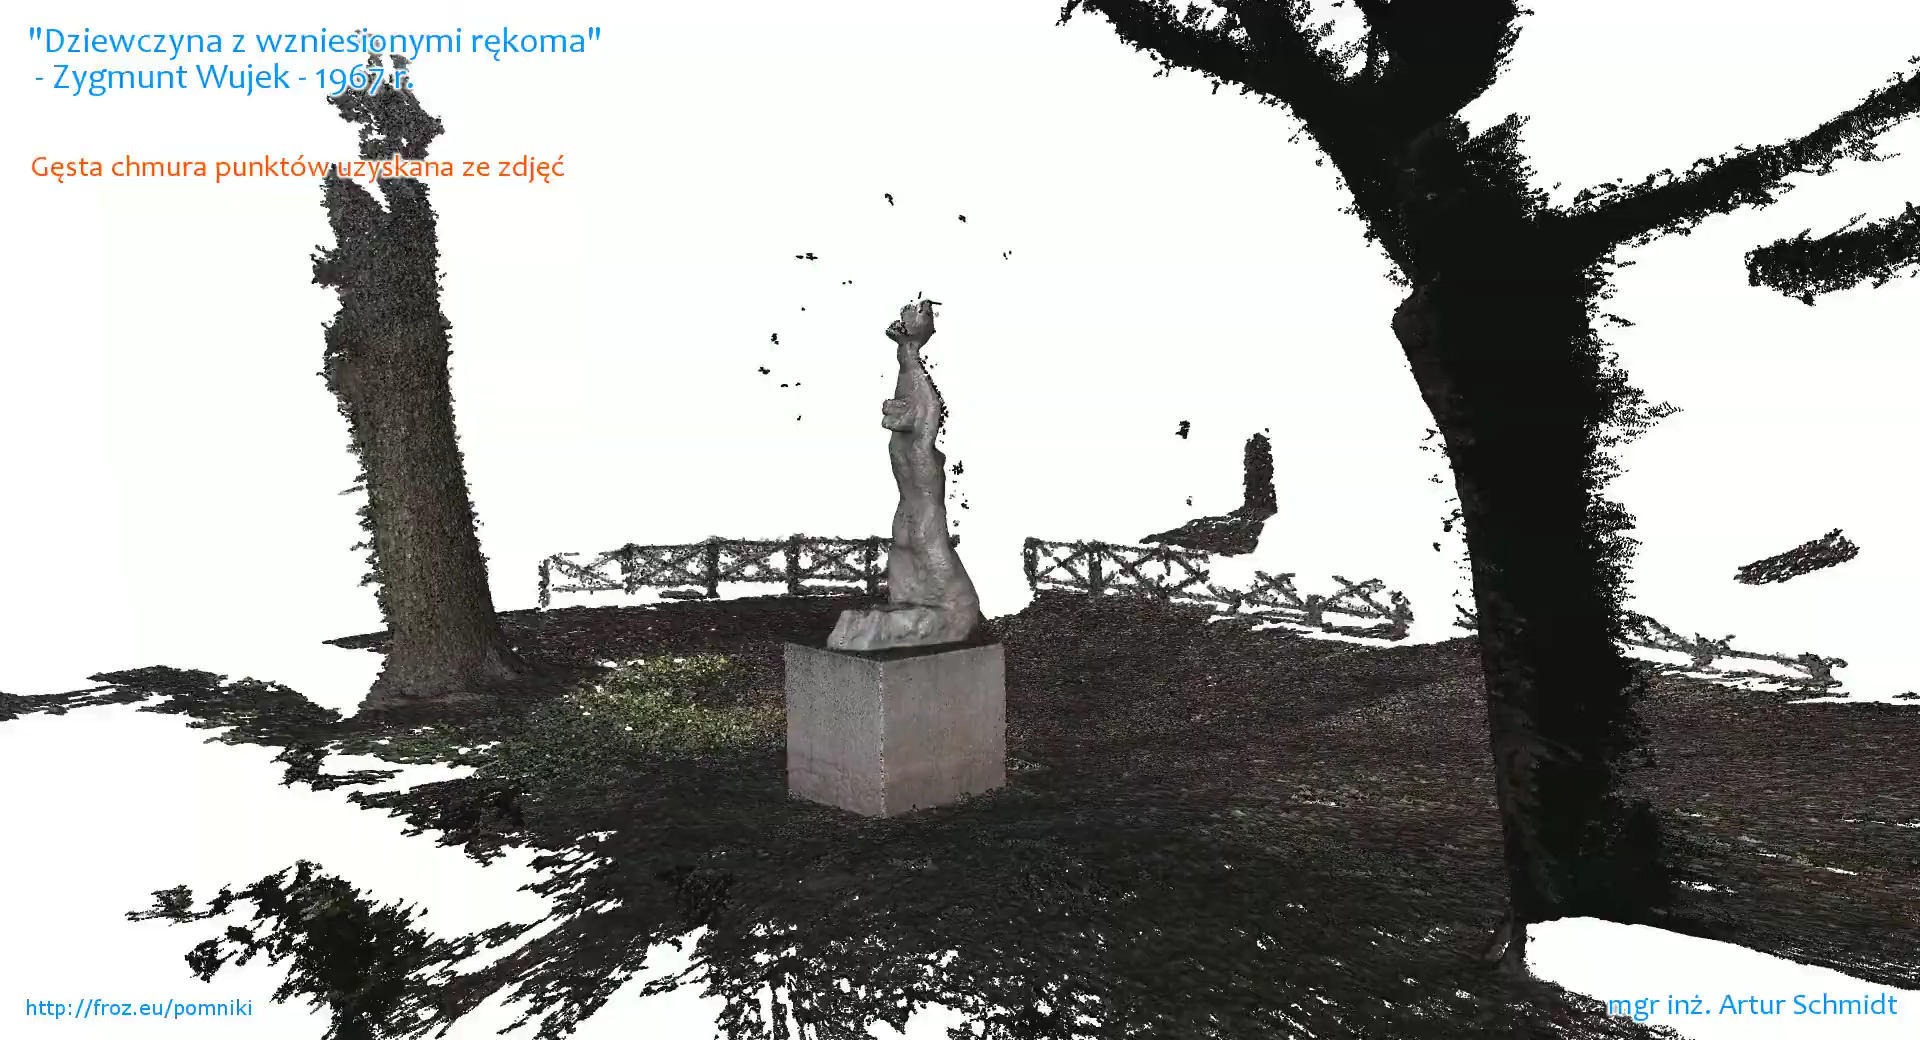 "Dziewczyna z wzniesionymi rękoma"
- Zygmunt Wujek - 1967 r.
Gęsta chmura punktów uzyskana ze zdjęć
http://froz.eu/pomniki
mgr inż. Artur Schmidt